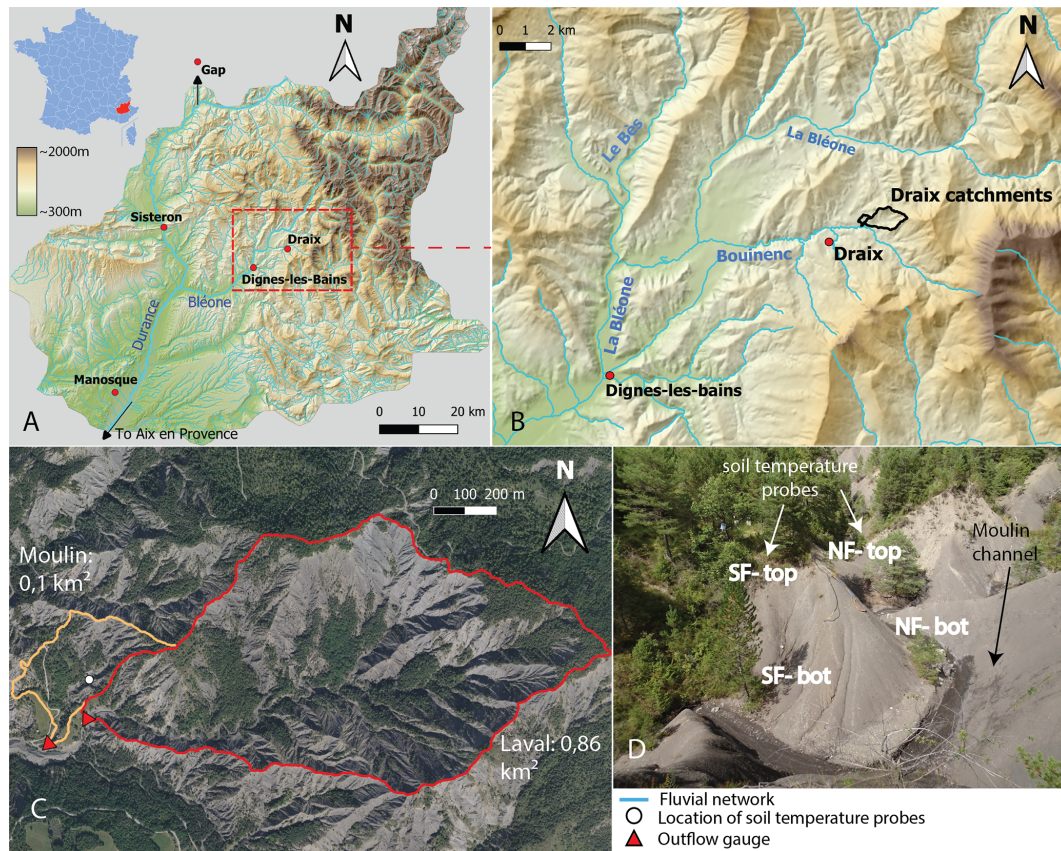 N
Gap
~2000m
~300m
Sisteron
Draix
Dignes-les-Bains
Bléone
Durance
Manosque
0 10 20 km
A
To Aix en Provence
0 1 2 km
N
Le Bès
La Bléone
Draix catchments
Bouinenc
Draix
La Bléone
Dignes-les-bains
B
N
0 100 200 m
Moulin:
0,1 km²
Laval: 0,86
km²
C
soil temperature
probes
Moulin
channel
NF- top
SF- top
NF- bot
SF- bot
D
Fluvial network
Location of soil temperature probes
Outflow gauge